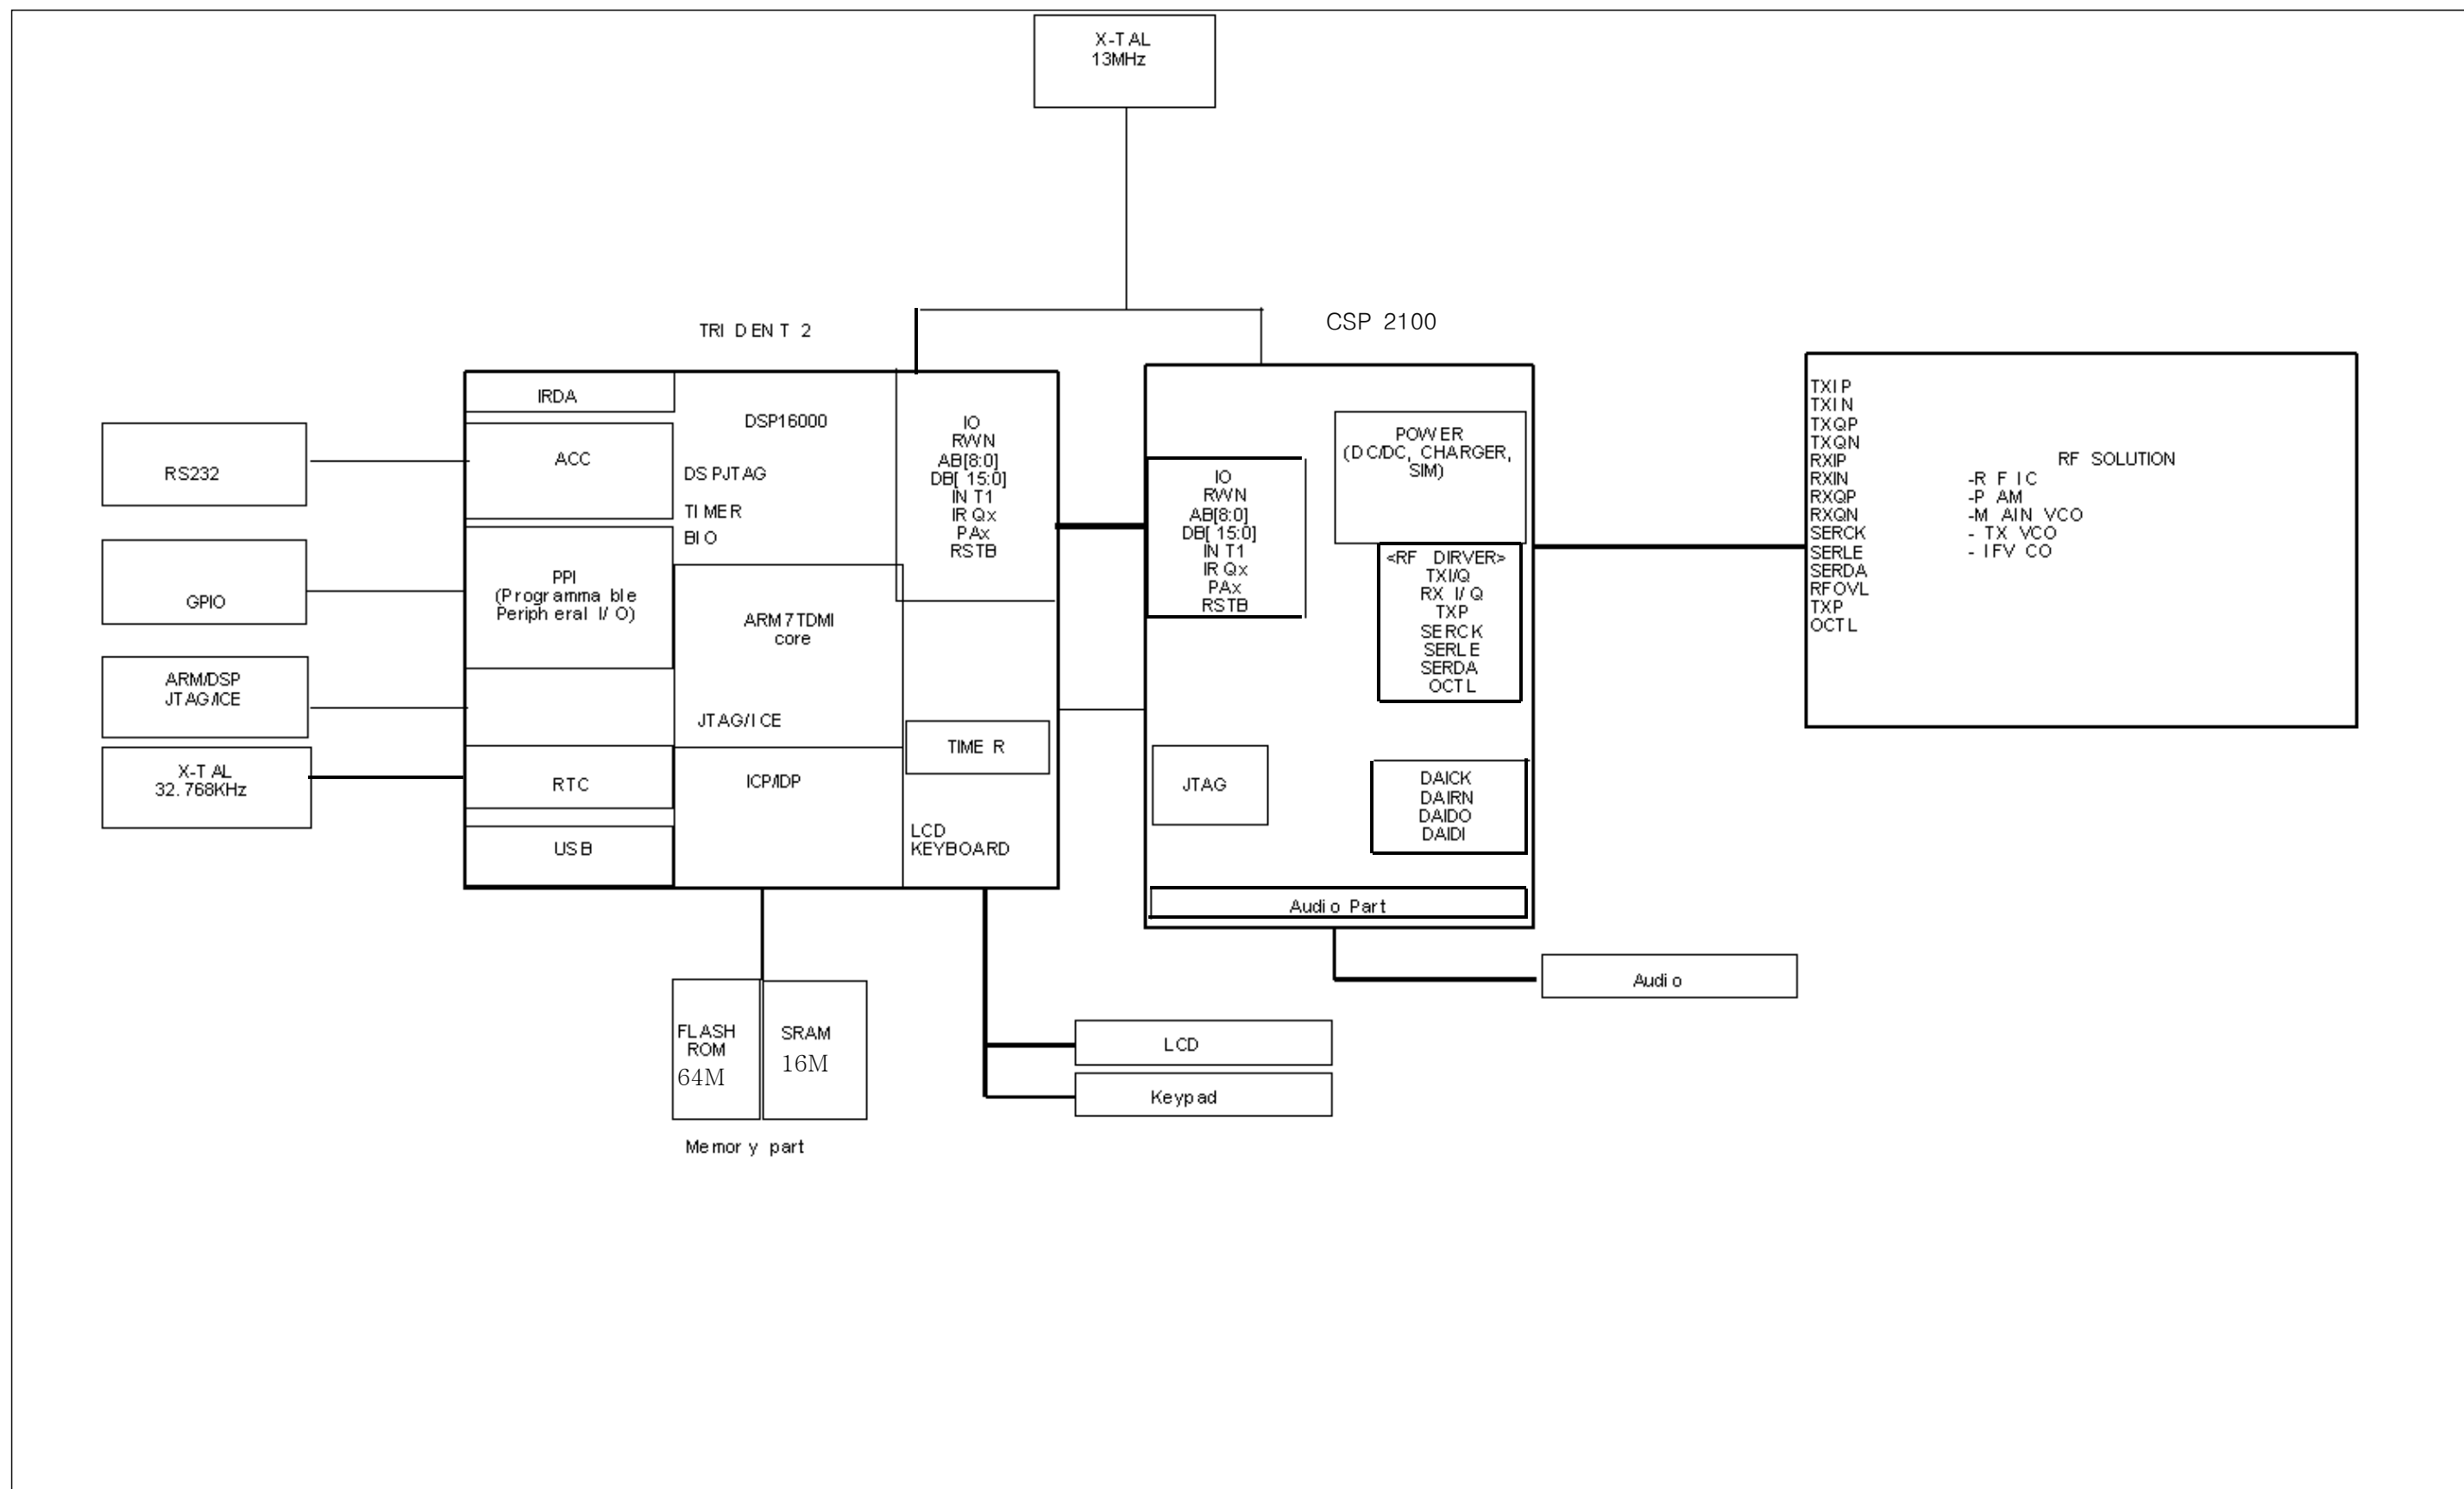 X-TAL
13MHz
TRIDENT 2
CSP 2100
RS232
GPIO
ARM/DSP
JTAG/ICE
X-TAL
32.768KHz
IRDA
ACC
PPI
(Programmable
Peripheral I/O)
RTC
USB
DSP16000
DSPJTAG
TIMER
BIO
ARM7TDMI
core
JTAG/ICE
ICP/IDP
IO
RWN
AB[8:0]
DB[15:0]
INT1
IRQx
PAx
RSTB
TIMER
LCD
KEYBOARD
IO
RWN
AB[8:0]
DB[15:0]
INT1
IRQx
PAx
RSTB
POWER
(DC/DC, CHARGER,
SIM)
<RF DIRVER>
TXI/Q
RX I/Q
TXP
SERCK
SERLE
SERDA
OCTL
JTAG
DAICK
DAIRN
DAIDO
DAIDI
Audio Part
TXIP
TXIN
TXQP
TXQN
RXIP
RXIN
RXQP
RXQN
SERCK
SERLE
SERDA
RFOVL
TXP
OCTL
RF SOLUTION
-RF IC
-PAM
-MAIN VCO
- TX VCO
- IFVCO
Audio
FLASH
ROM
64M
SRAM
16M
LCD
Keypad
Memory part